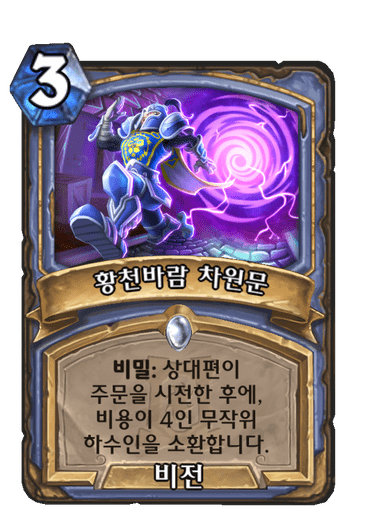 3
황천바람 차원문
비밀: 상대편이
주문을 시전한 후에,
비용이 4인 무작위
하수인을 소환합니다.
비전